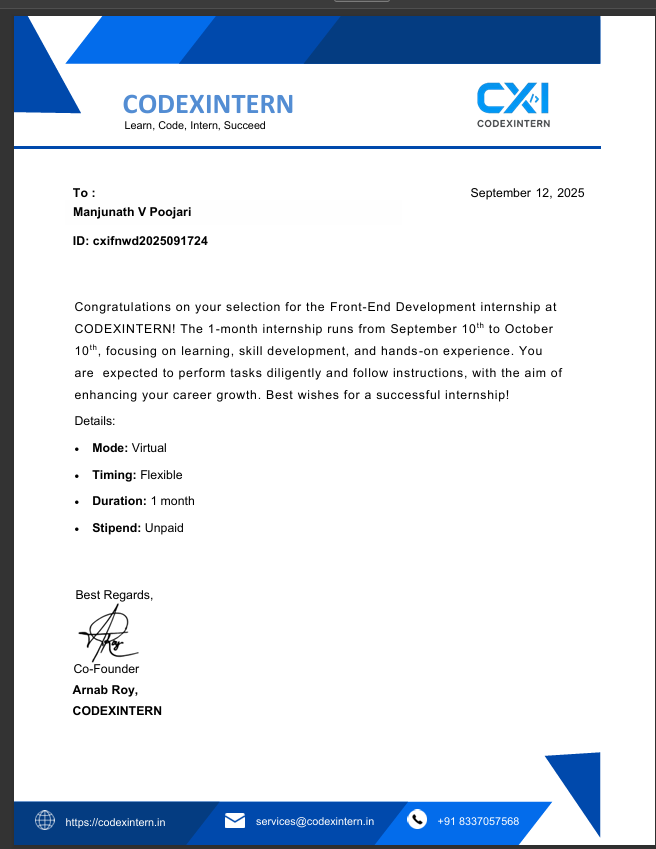 CODEXINTERN
Learn, Code, Intern, Succeed
CXI
CODEXINTERN
To :
September 12, 2025
Manjunath V Poojari
ID: cxifnwd2025091724
Congratulations on your selection for the Front-End Development internship at
CODEXINTERN! The 1-month internship runs from September 10th to October
10th, focusing on learning, skill development, and hands-on experience. You
are expected to perform tasks diligently and follow instructions, with the aim of
enhancing your career growth. Best wishes for a successful internship!
Details:
• Mode: Virtual
• Timing: Flexible
• Duration: 1 month
• Stipend: Unpaid
Best Regards,
Co-Founder
Arnab Roy,
CODEXINTERN
https://codexintern.in
services@codexintern.in
+91 8337057568